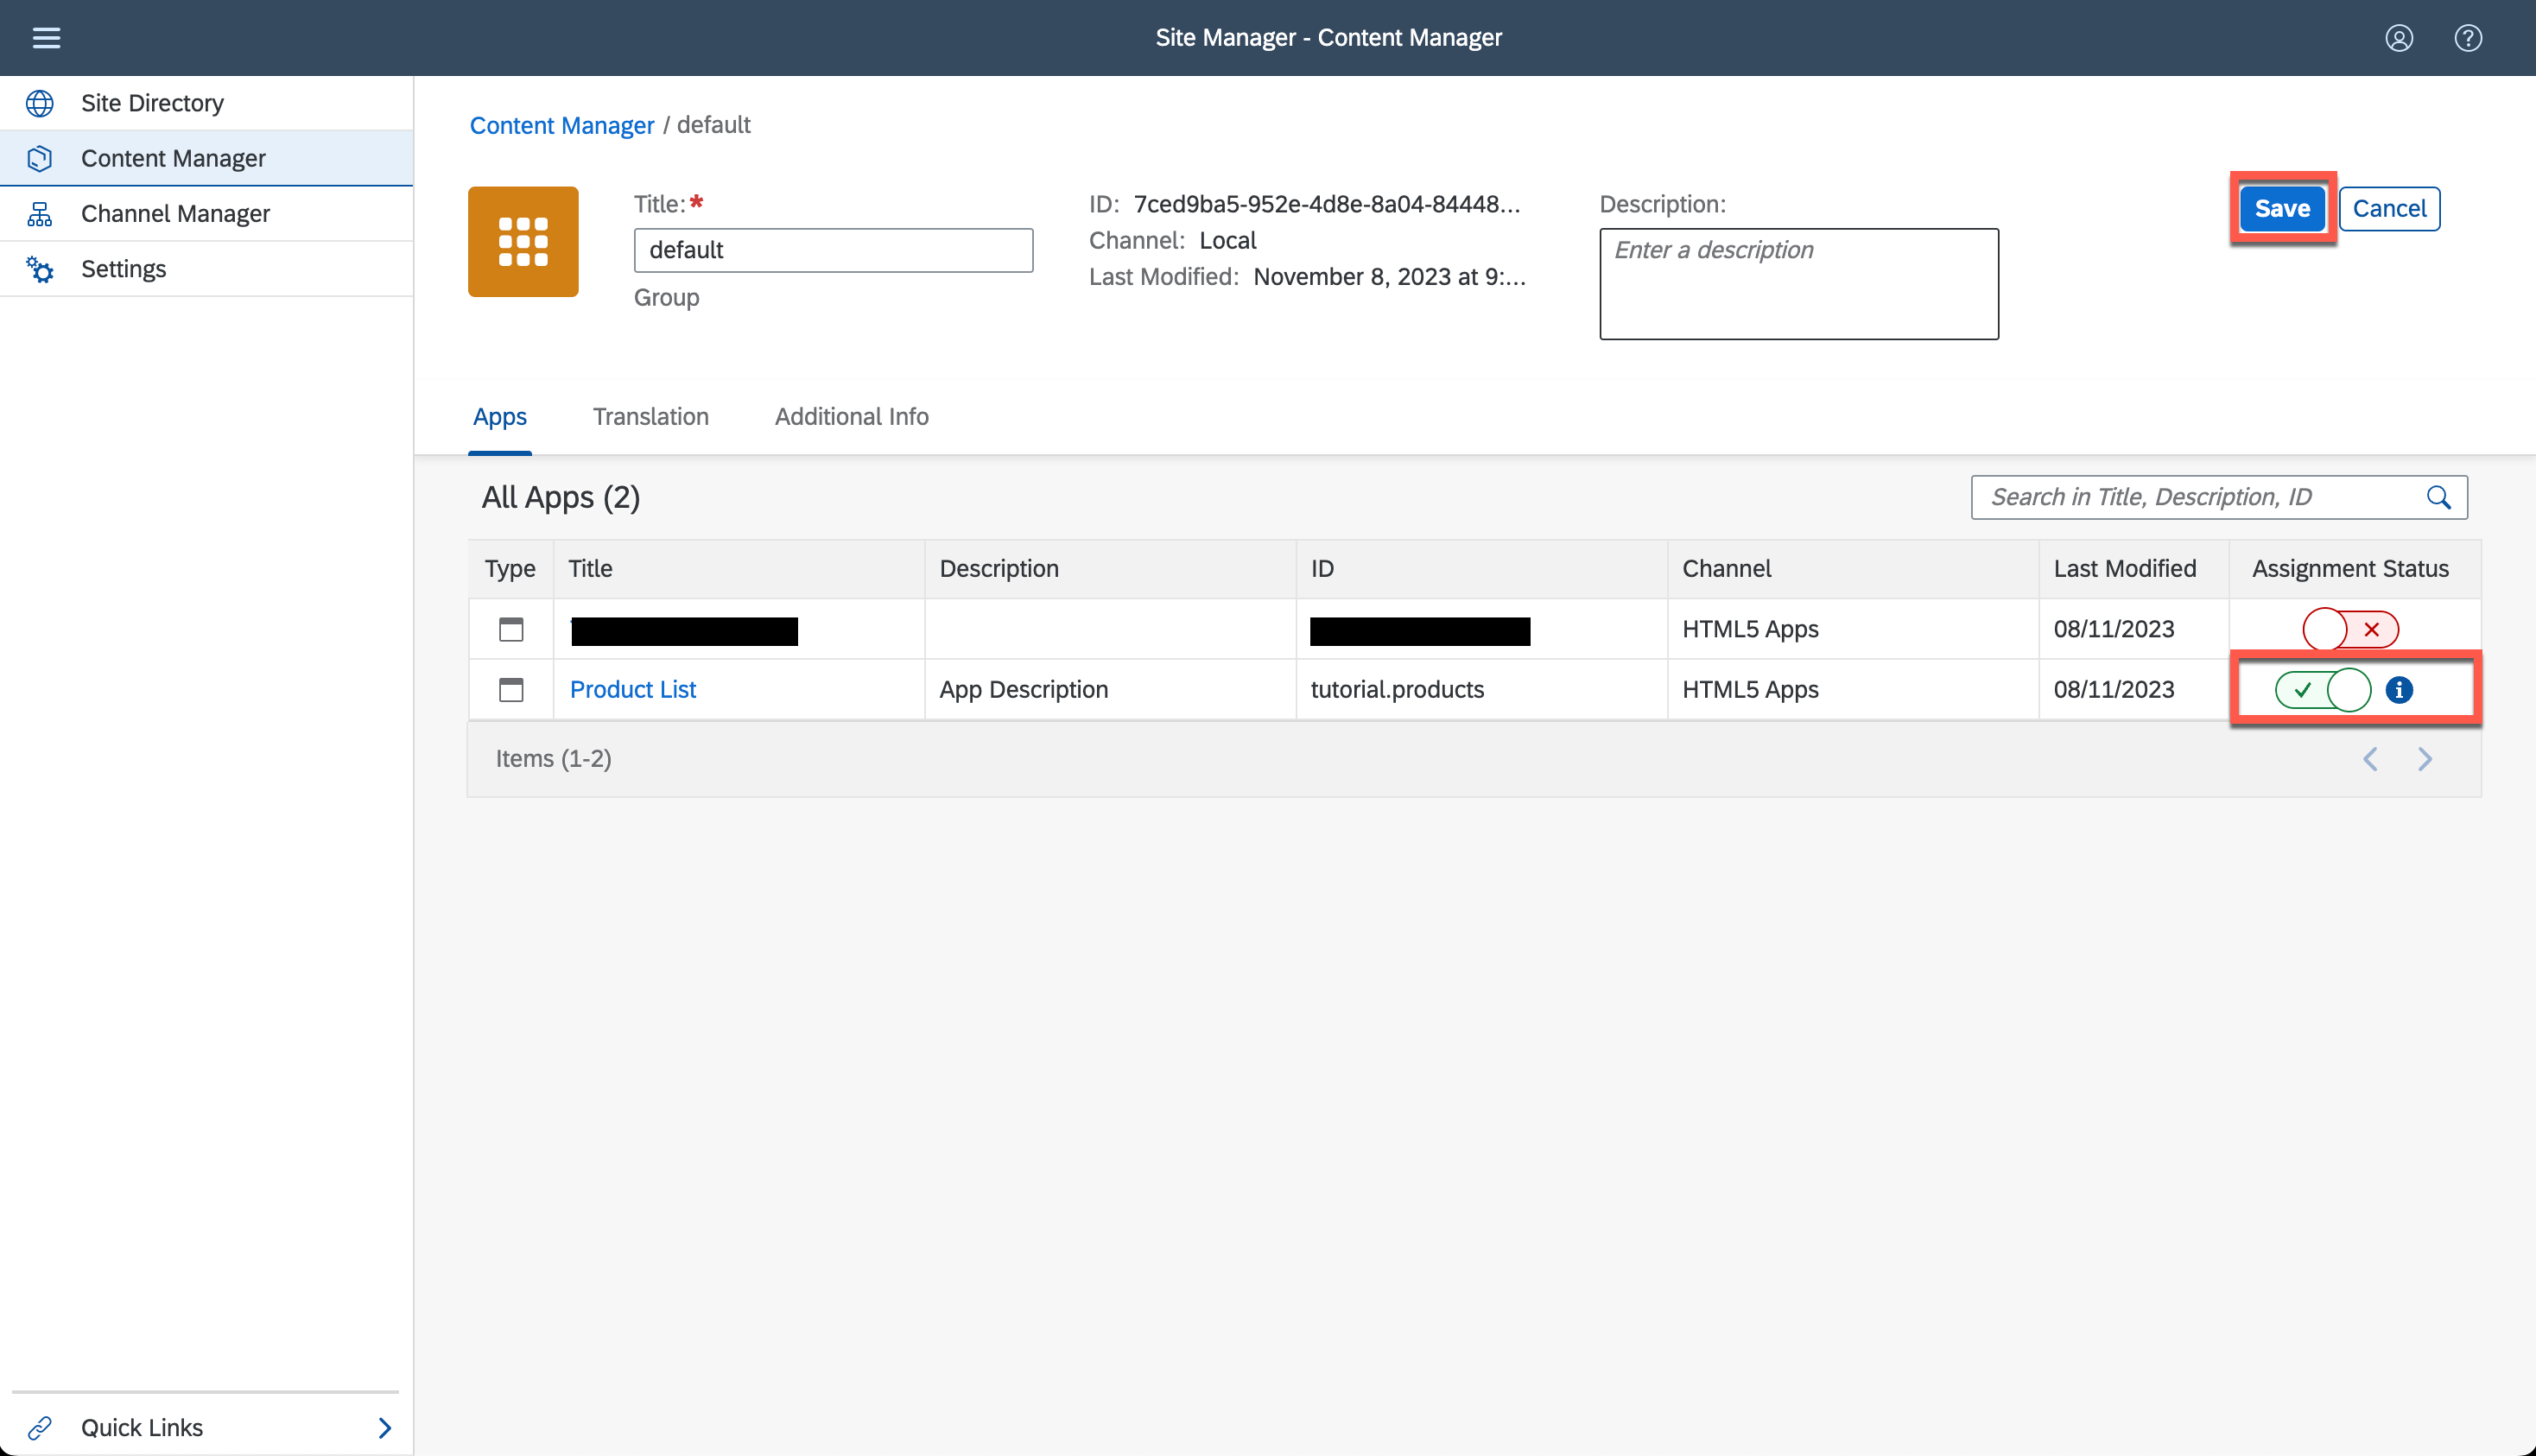 Site Manager - Content Manager
Site Directory
Content Manager
Channel Manager
Settings
Content Manager / default
Title:*
default
Group
ID: 7ced9ba5-952e-4d8e-8a04-84448...
Channel: Local
Last Modified: November 8, 2023 at 9:...
Description:
Enter a description
Save
Cancel
Apps Translation Additional Info
All Apps (2)
Search in Title, Description, ID
Type Title Description ID Channel Last Modified Assignment Status
HTML5 Apps 08/11/2023
Product List App Description tutorial.products HTML5 Apps 08/11/2023
Items (1-2)
Quick Links